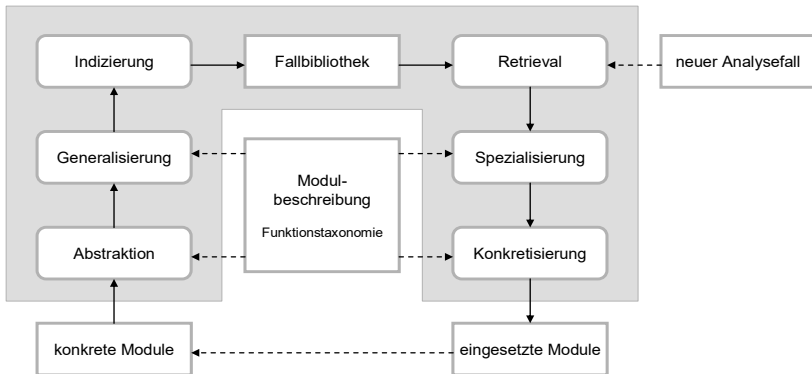 Indizierung
Fallbibliothek
Retrieval
neuer Analysefall
Generalisierung
Modul-
beschreibung
Funktionstaxonomie
Spezialisierung
Abstraktion
Konkretisierung
konkrete Module
eingesetzte Module